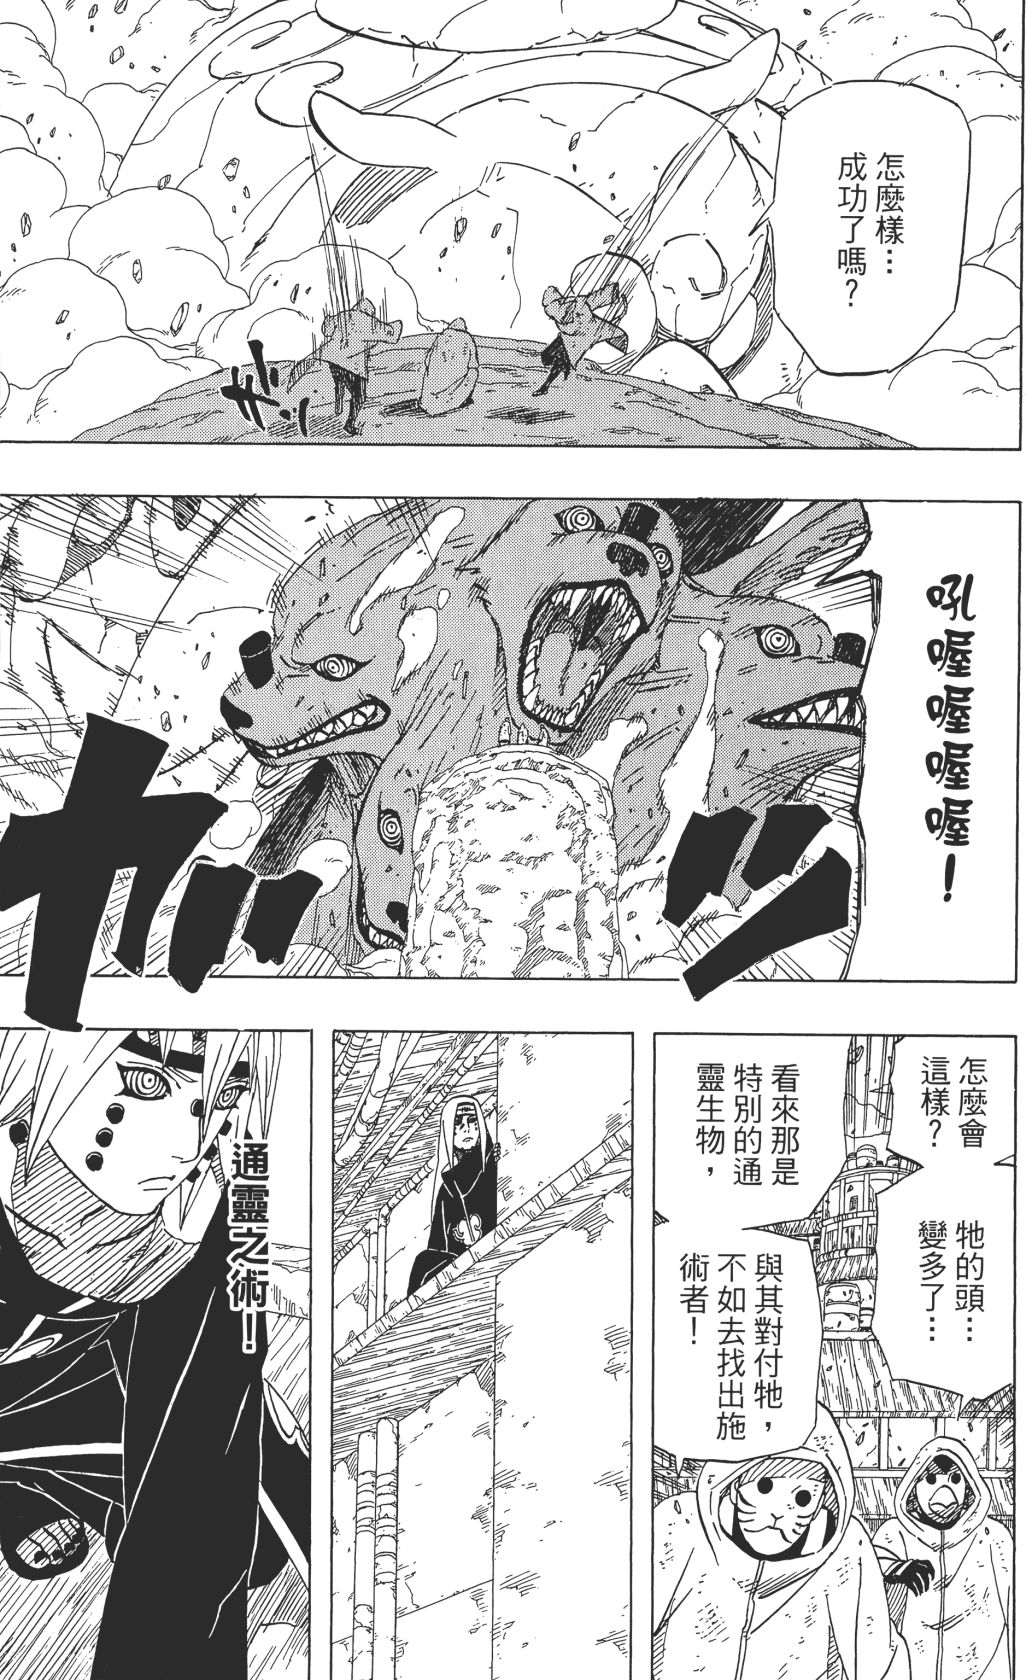 怎麼樣…
成功了嗎？
ザッ
吼喔喔喔喔！
怎麼會
這樣？
牠的頭…
變多了…
看來那是
特別的通
靈生物，
與其對付牠，
不如去找出施
術者！
通靈之術！